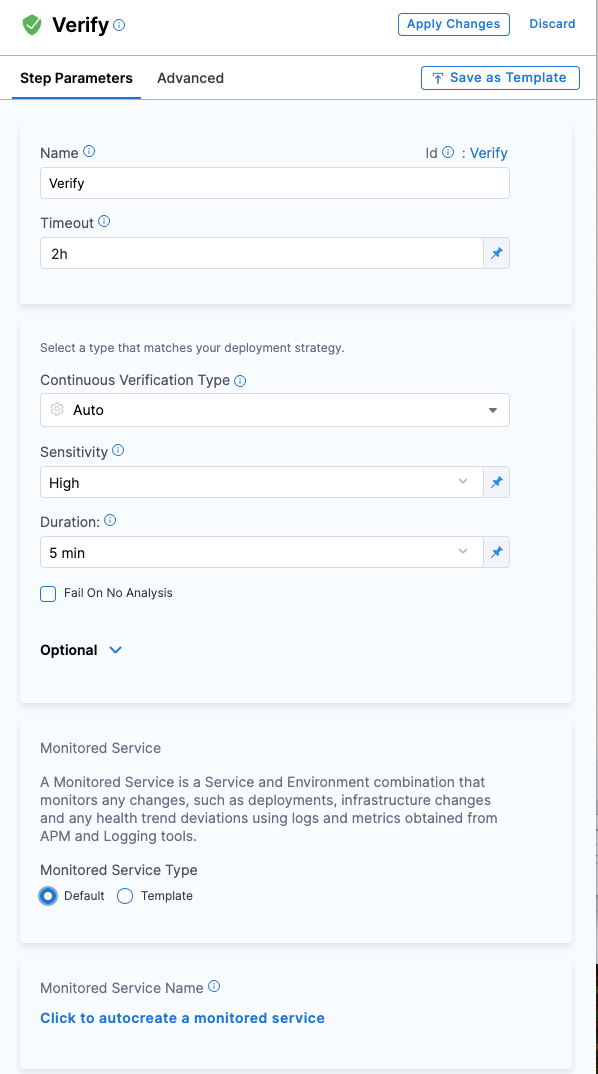 Verify
Apply Changes
Discard
Step Parameters
Advanced
Save as Template
Name
Id : Verify
Verify
Timeout
2h
Select a type that matches your deployment strategy.
Continuous Verification Type
Auto
Sensitivity
High
Duration:
5 min
Fail On No Analysis
Optional
Monitored Service
A Monitored Service is a Service and Environment combination that
monitors any changes, such as deployments, infrastructure changes
and any health trend deviations using logs and metrics obtained from
APM and Logging tools.
Monitored Service Type
Default
Template
Monitored Service Name
Click to autocreate a monitored service